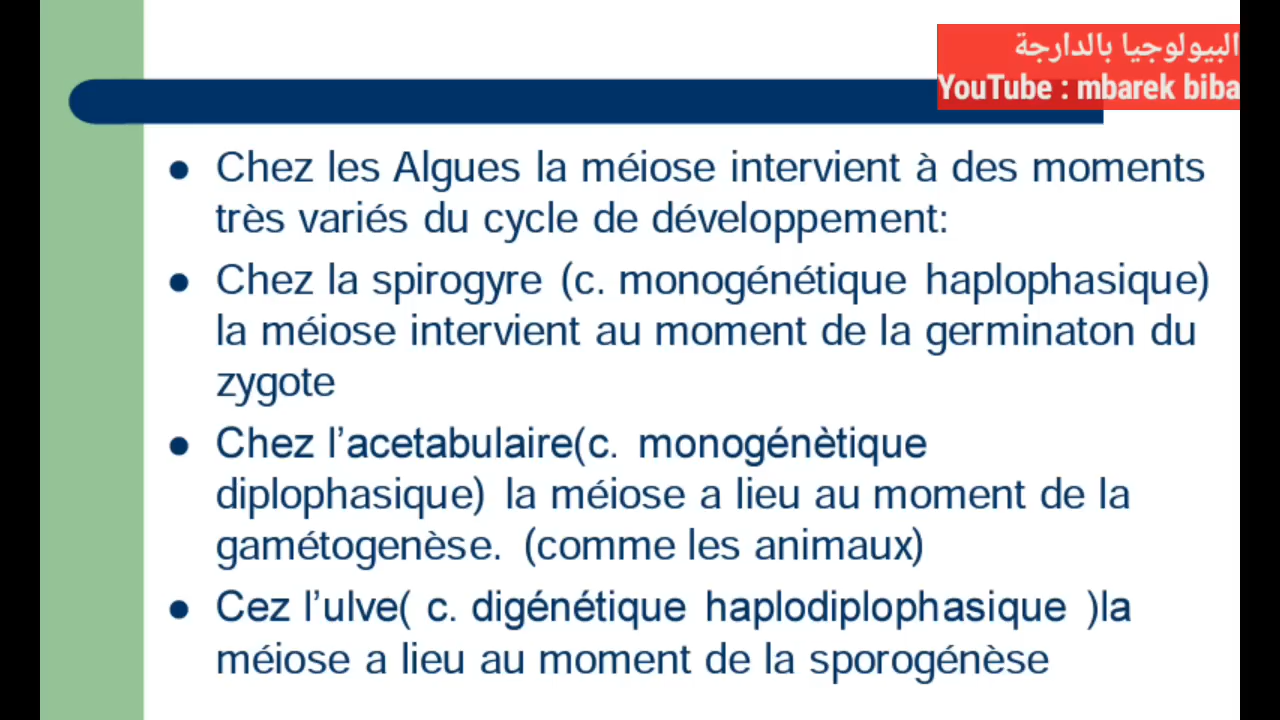 البيولوجيا بالدارجة
YouTube : mbarek biba
Chez les Algues la méiose intervient à des moments
très variés du cycle de développement:
Chez la spirogyre (c. monogénétique haplophasique)
la méiose intervient au moment de la germinaton du
zygote
Chez l’acetabulaire(c. monogénètique
diplophasique) la méiose a lieu au moment de la
gamétogenèse. (comme les animaux)
Cez l’ulve( c. digénétique haplodiplophasique )la
méiose a lieu au moment de la sporogénèse